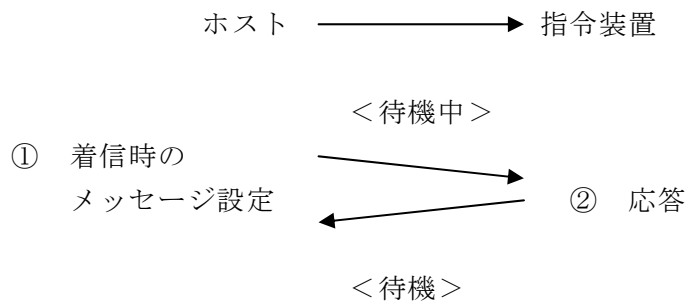 ホスト 指令装置
＜待機中＞
① 着信時の
メッセージ設定 ② 応答
＜待機＞